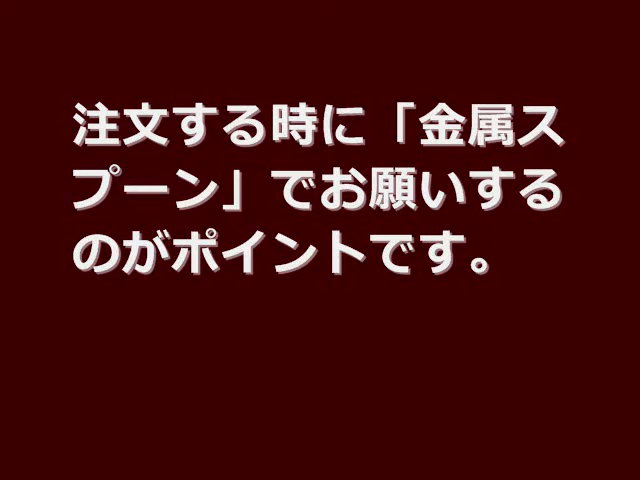 注文する時に「金属ス
プーン」でお願いする
のがポイントです。